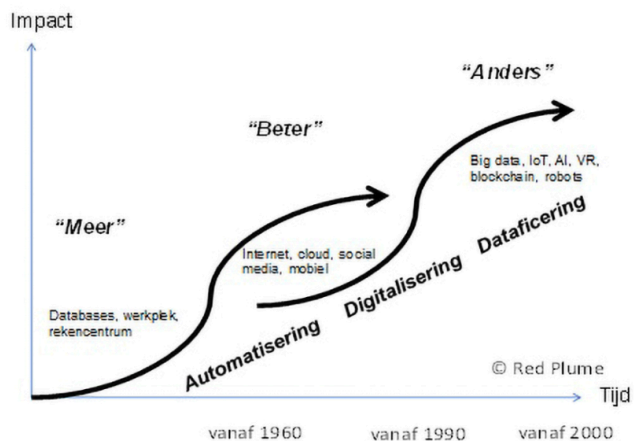 Impact
“Anders”
“Beter”
Big data, IoT, AI, VR,
blockchain, robots
“Meer”
Internet, cloud, social
media, mobiel
Databases, werkplek,
rekencentrum
Automatisering
Digitalisering
Dataficering
© Red Plume
Tijd
vanaf 1960
vanaf 1990
vanaf 2000